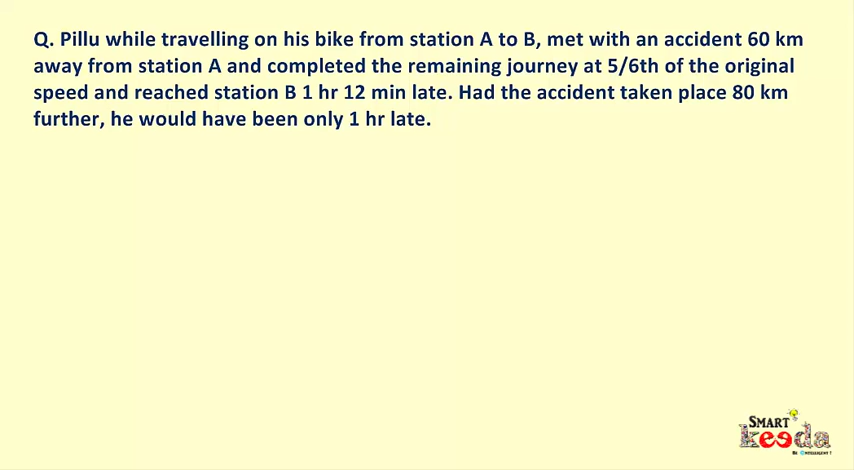 Q. Pillu while travelling on his bike from station A to B, met with an accident 60 km
away from station A and completed the remaining journey at 5/6th of the original
speed and reached station B 1 hr 12 min late. Had the accident taken place 80 km
further, he would have been only 1 hr late.
SMART
keeda